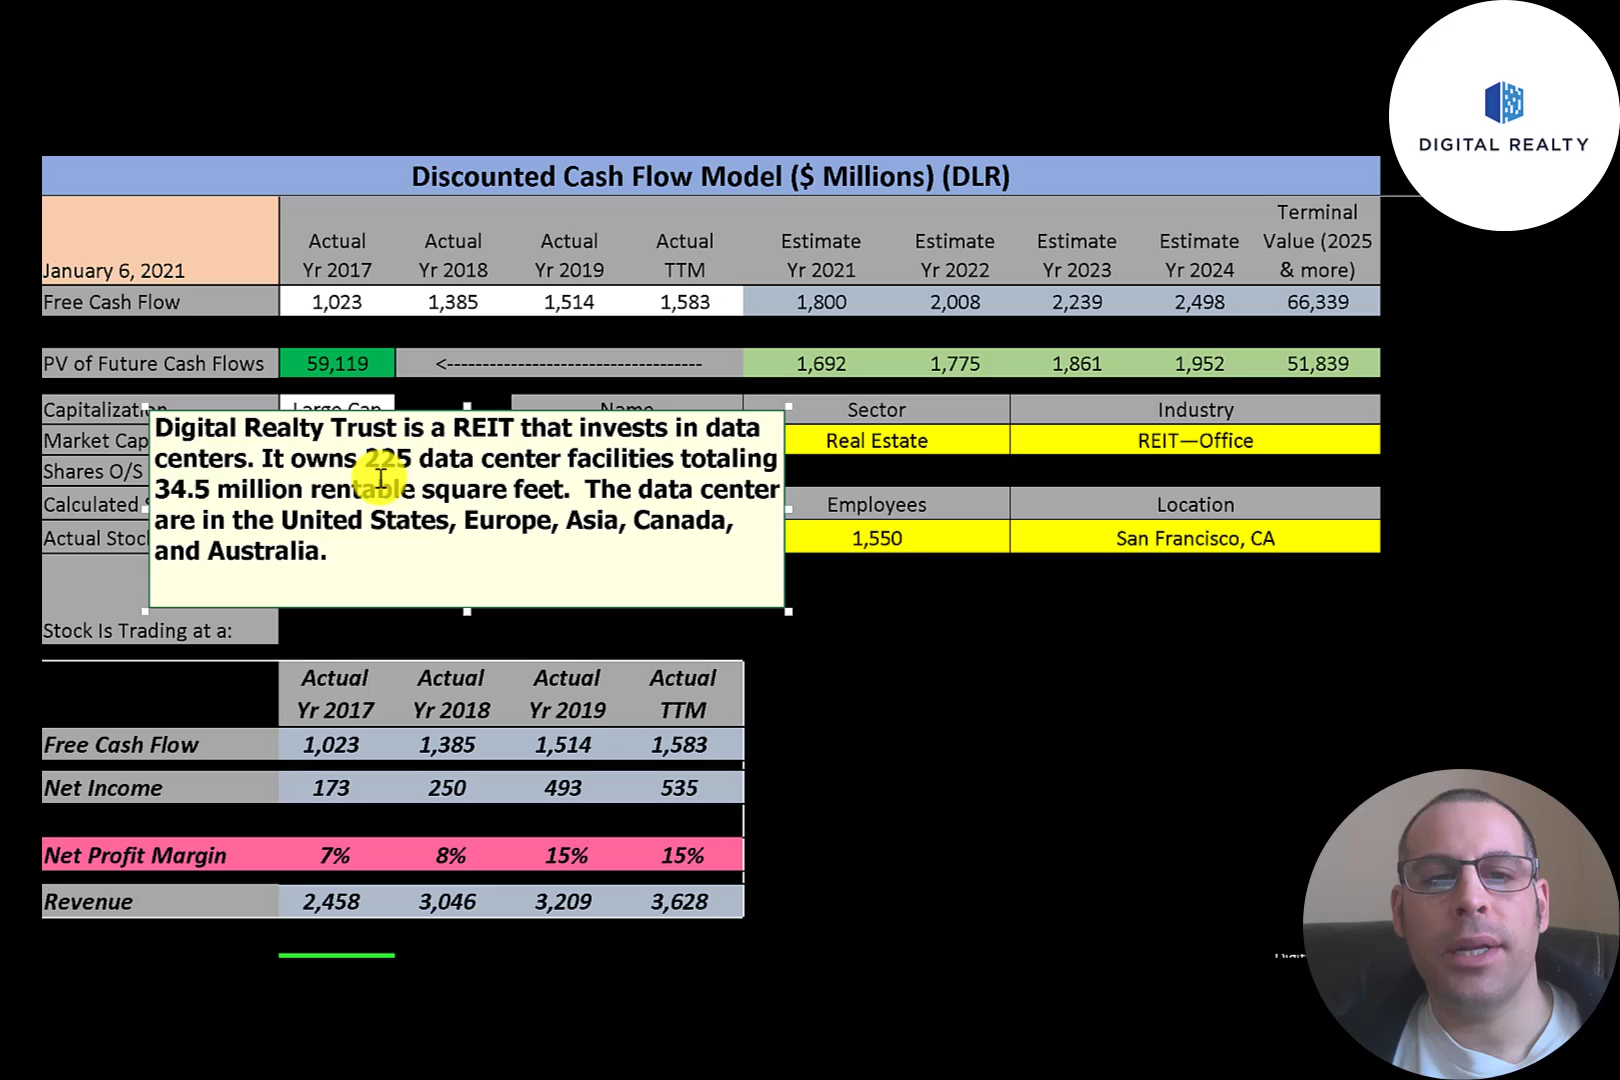 DIGITAL REALTY
Discounted Cash Flow Model ($ Millions) (DLR)
January 6, 2021 Actual Yr 2017 Actual Yr 2018 Actual Yr 2019 Actual TTM Estimate Yr 2021 Estimate Yr 2022 Estimate Yr 2023 Estimate Yr 2024 Terminal Value (2025 & more)
Free Cash Flow 1,023 1,385 1,514 1,583 1,800 2,008 2,239 2,498 66,339
PV of Future Cash Flows 59,119 <------------------------------------ 1,692 1,775 1,861 1,952 51,839
Capitalization Large Cap Name Sector Industry
Market Cap Real Estate REIT—Office
Shares O/S
Calculated Employees Location
Actual Stoc 1,550 San Francisco, CA
Stock Is Trading at a:
Digital Realty Trust is a REIT that invests in data
centers. It owns 225 data center facilities totaling
34.5 million rentable square feet. The data center
are in the United States, Europe, Asia, Canada,
and Australia.
Actual Yr 2017 Actual Yr 2018 Actual Yr 2019 Actual TTM
Free Cash Flow 1,023 1,385 1,514 1,583
Net Income 173 250 493 535
Net Profit Margin 7% 8% 15% 15%
Revenue 2,458 3,046 3,209 3,628